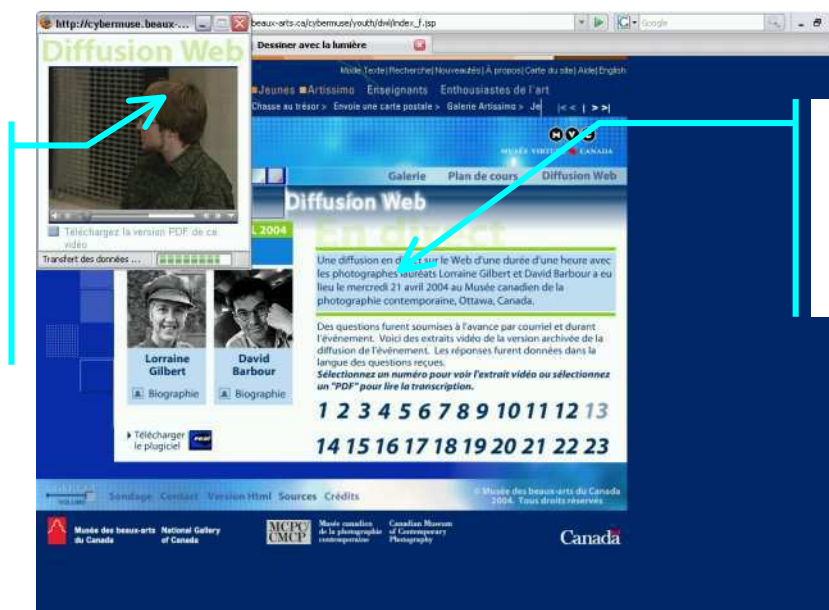 http://cybermuse.beaux-...
beaux-arts.ca/cybermuse/youth/dwl/index_f.jsp
Google
Diffusion Web
Dessiner avec la lumière
Mode Texte| Recherche| Nouveautés| À propos| Carte du site| Aide| English
Jeunes Artissimo Enseignants Enthousiastes de l'art
Chasse au trésor > Envoie une carte postale > Galerie Artissimo > Je |< < | > >|
MVC
MUSÉE VIRTUEL CANADA
Galerie Plan de cours Diffusion Web
Diffusion Web
En direct
Téléchargez la version PDF de ce
vidéo
Transfert des données ...
2004
Une diffusion en direct sur le Web d'une durée d'une heure avec
les photographes lauréats Lorraine Gilbert et David Barbour a eu
lieu le mercredi 21 avril 2004 au Musée canadien de la
photographie contemporaine, Ottawa, Canada.
Des questions furent soumises à l'avance par courriel et durant
l'événement. Voici des extraits vidéo de la version archivée de la
diffusion de l'événement. Les réponses furent données dans la
langue des questions reçues.
Sélectionnez un numéro pour voir l'extrait vidéo ou sélectionnez
un "PDF" pour lire la transcription.
Lorraine
Gilbert
David
Barbour
Biographie
Biographie
1 2 3 4 5 6 7 8 9 10 11 12 13
14 15 16 17 18 19 20 21 22 23
Télécharger
le plugiciel
real
VOLUME
Sondage Contact Version Html Sources Crédits
© Musée des beaux-arts du Canada
2004. Tous droits réservés
Musée des beaux-arts
du Canada
National Gallery
of Canada
MCPC
CMCP
Musée canadien
de la photographie
contemporaine
Canadian Museum
of Contemporary
Photography
Canada